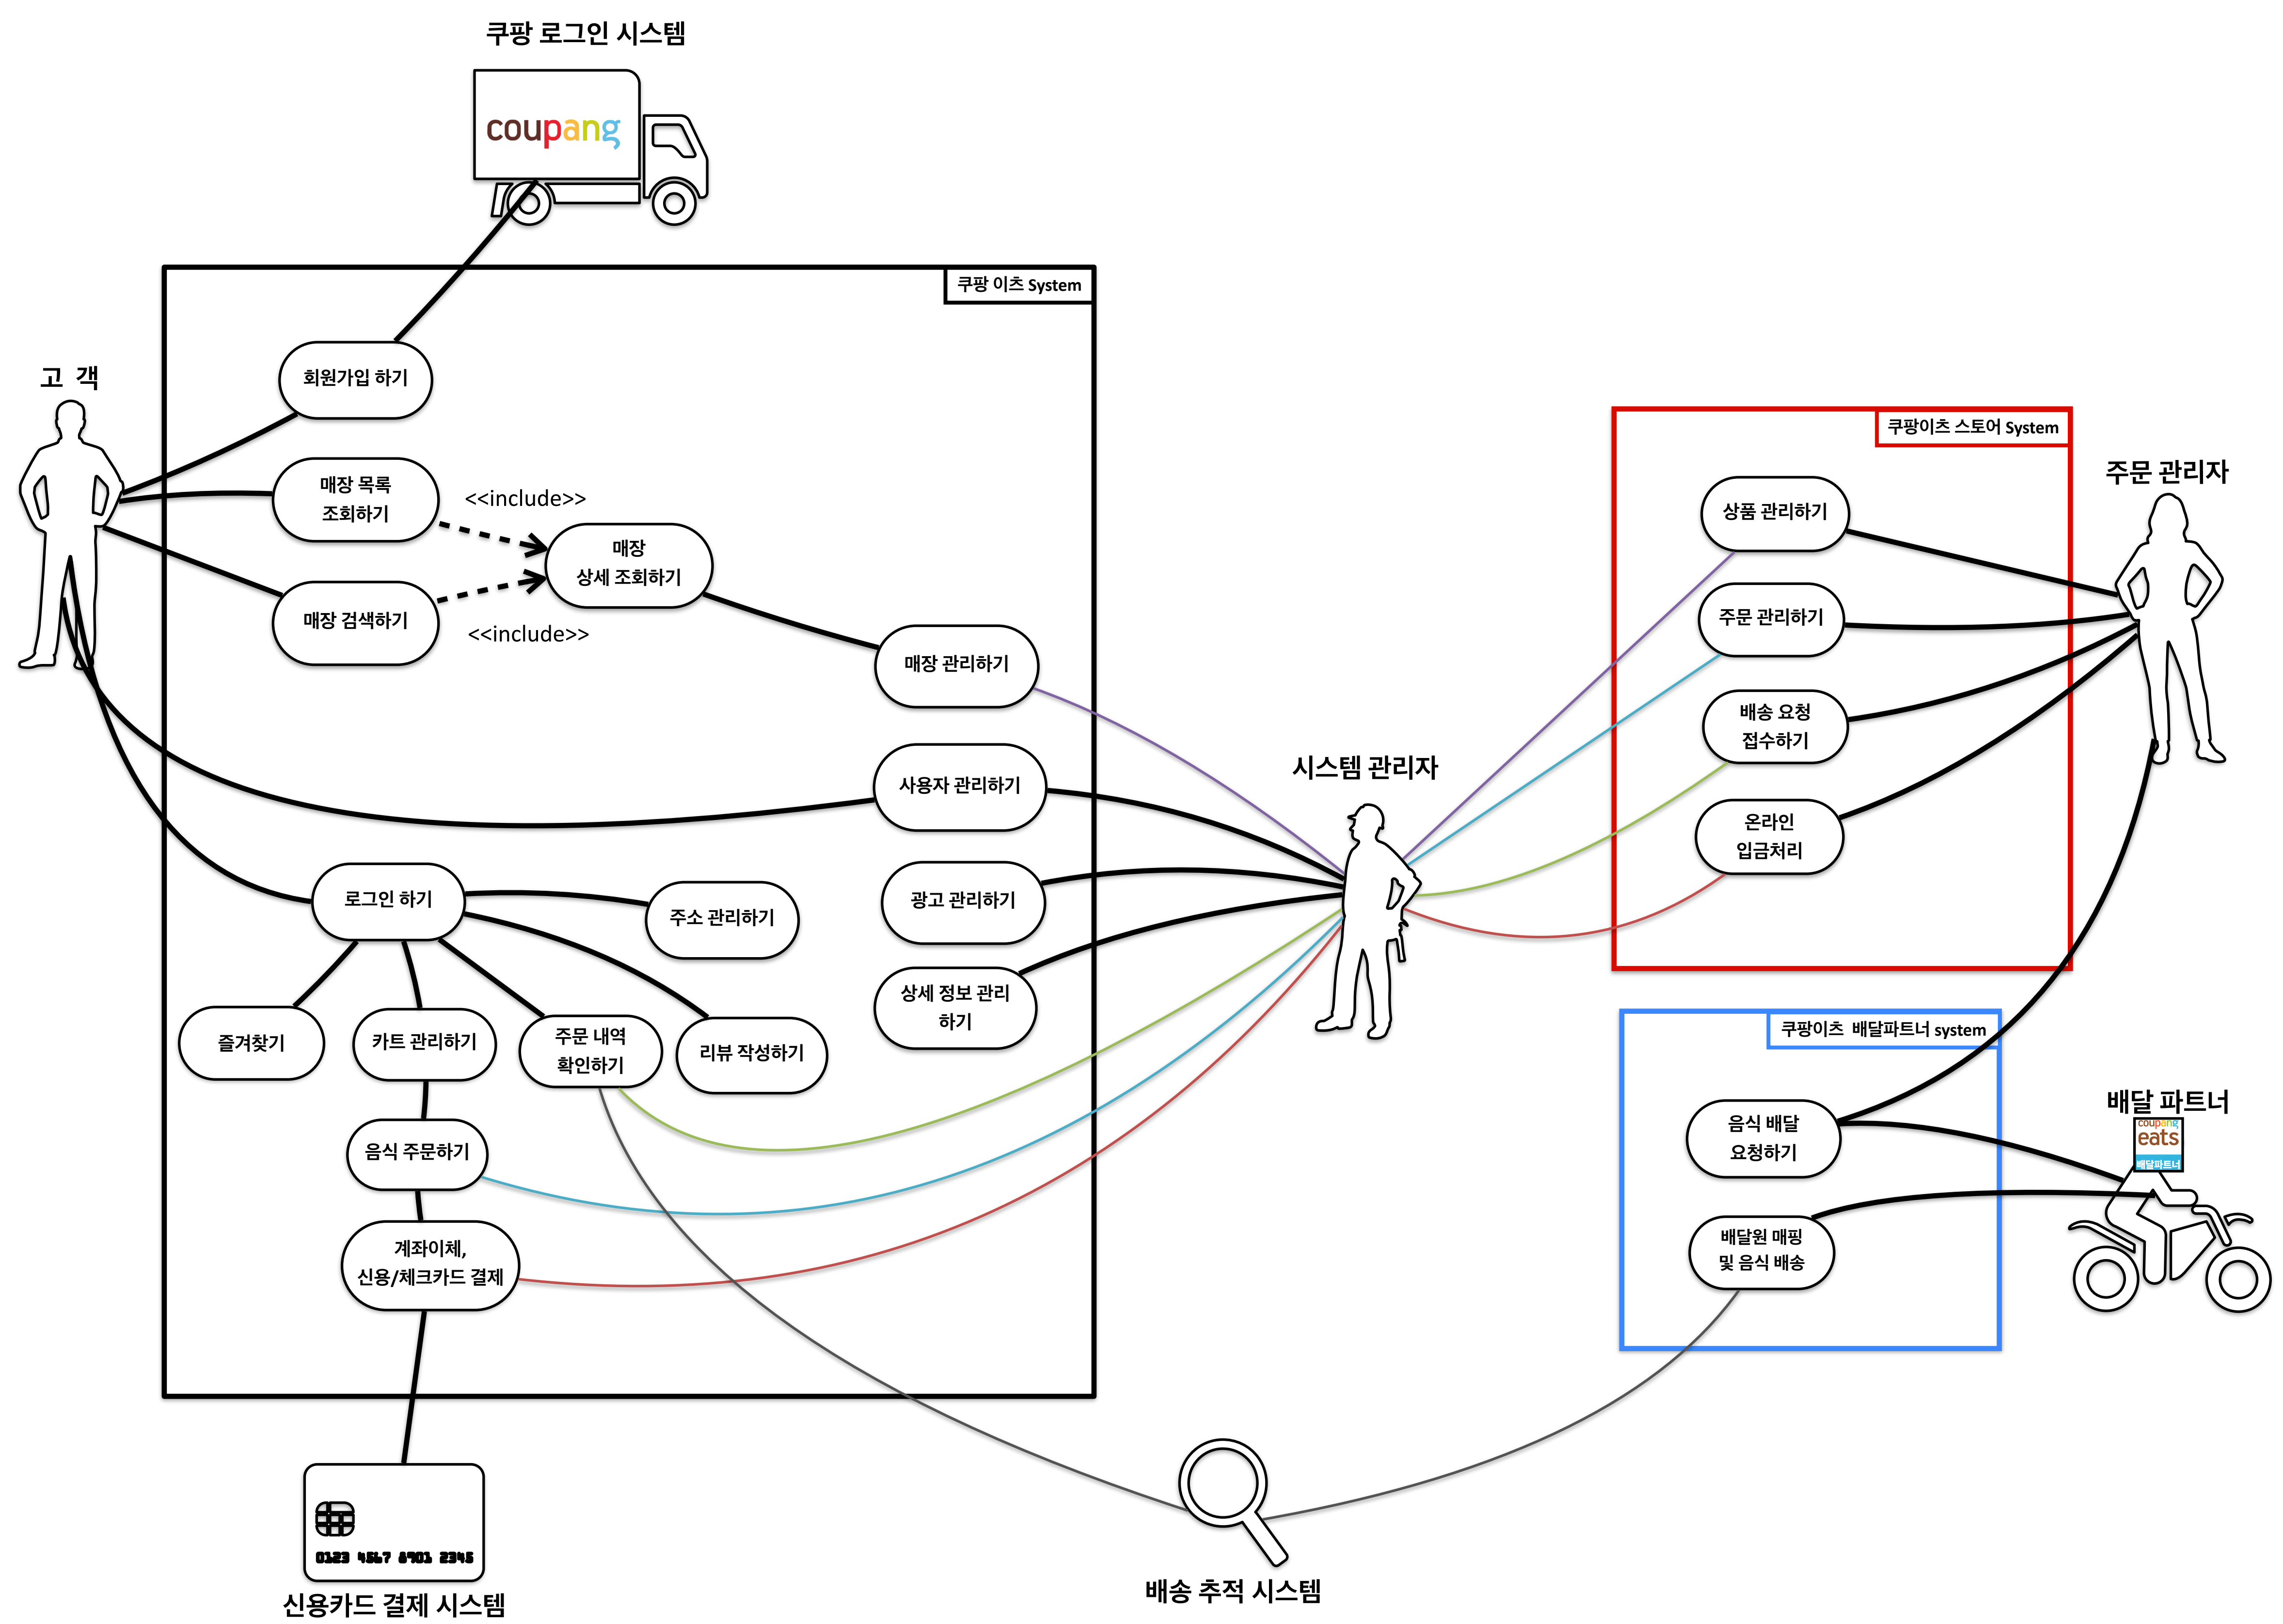 쿠팡 로그인 시스템
coupang
쿠팡 이츠 System
고 객
회원가입 하기
매장 목록
조회하기
<<include>>
매장
상세 조회하기
매장 검색하기
<<include>>
매장 관리하기
사용자 관리하기
로그인 하기
주소 관리하기
광고 관리하기
즐겨찾기
카트 관리하기
주문 내역
확인하기
리뷰 작성하기
상세 정보 관리
하기
음식 주문하기
계좌이체,
신용/체크카드 결제
0123 4567 8901 2345
신용카드 결제 시스템
시스템 관리자
배송 추적 시스템
쿠팡이츠 스토어 System
주문 관리자
상품 관리하기
주문 관리하기
배송 요청
접수하기
온라인
입금처리
쿠팡이츠 배달파트너 system
배달 파트너
coupang
eats
배달파트너
음식 배달
요청하기
배달원 매핑
및 음식 배송